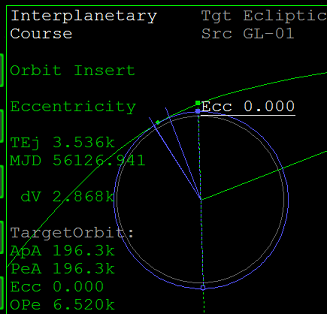 Interplanetary Tgt Ecliptic
Course Src GL-01
Orbit Insert
Eccentricity Ecc 0.000
TEj 3.536k
MJD 56126.941
dV 2.868k
TargetOrbit:
ApA 196.3k
PeA 196.3k
Ecc 0.000
OPe 6.520k